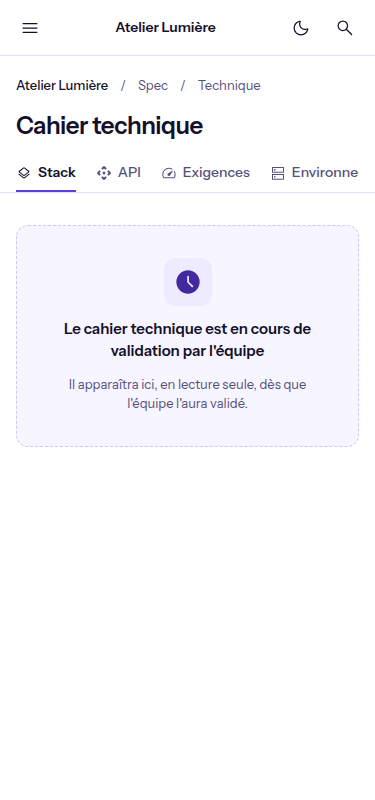 Atelier Lumière
Atelier Lumière / Spec / Technique
Cahier technique
Stack API Exigences Environne
Le cahier technique est en cours de
validation par l'équipe
Il apparaîtra ici, en lecture seule, dès que
l'équipe l'aura validé.